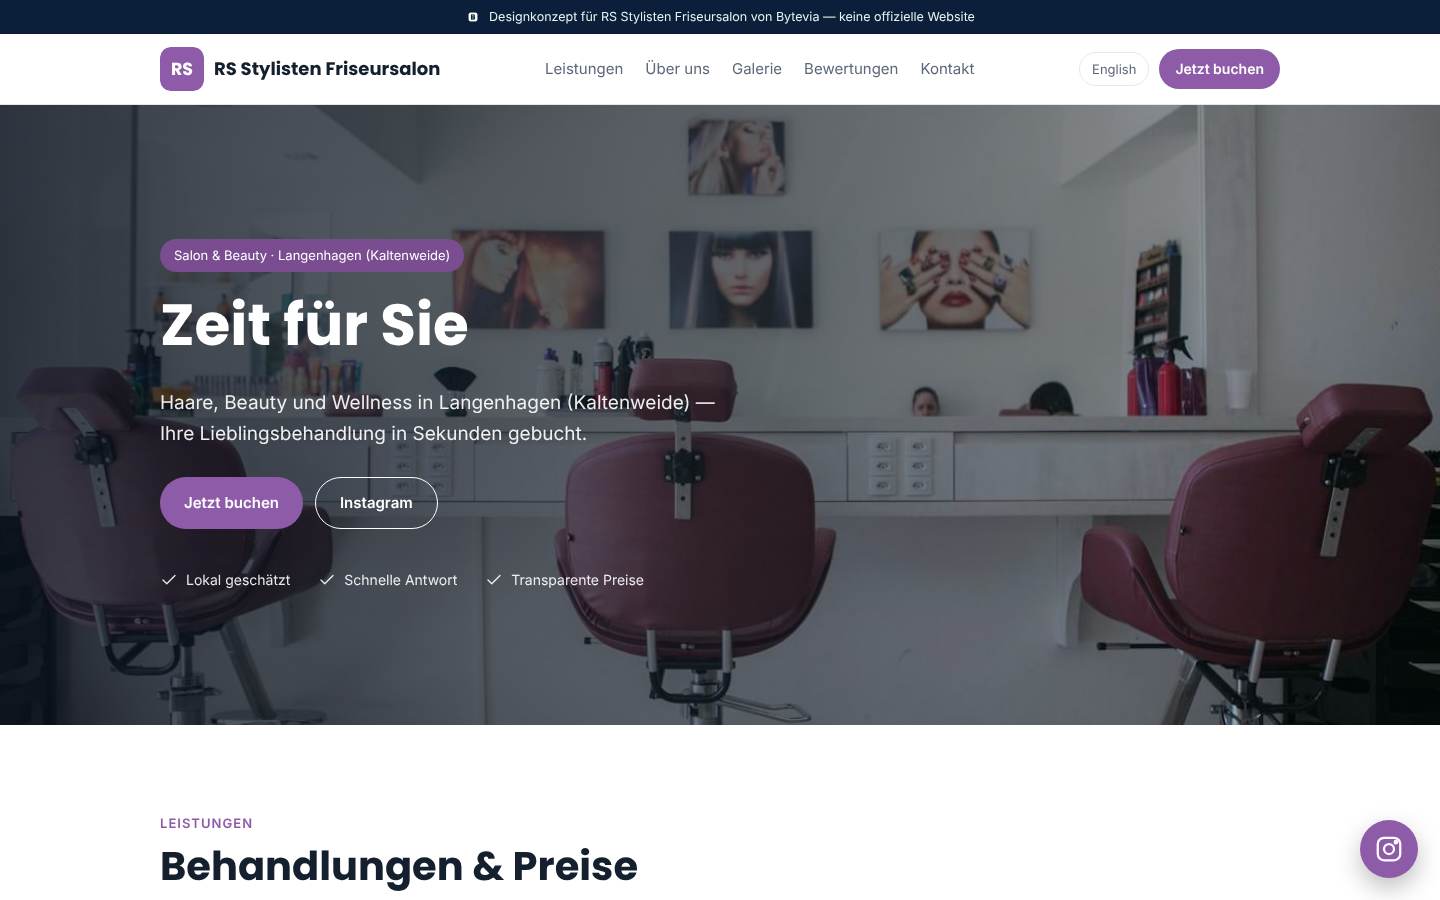 Designkonzept für RS Stylisten Friseursalon von Bytevia — keine offizielle Website
RS
RS Stylisten Friseursalon
Leistungen
Über uns
Galerie
Bewertungen
Kontakt
English
Jetzt buchen
Salon & Beauty · Langenhagen (Kaltenweide)
Zeit für Sie
Haare, Beauty und Wellness in Langenhagen (Kaltenweide) —
Ihre Lieblingsbehandlung in Sekunden gebucht.
Jetzt buchen
Instagram
Lokal geschätzt
Schnelle Antwort
Transparente Preise
LEISTUNGEN
Behandlungen & Preise